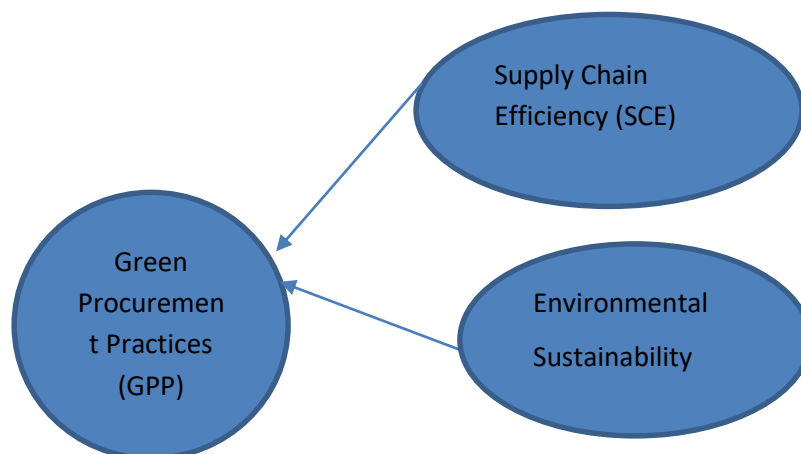 Supply Chain
Efficiency (SCE)
Green
Procuremen
t Practices
(GPP)
Environmental
Sustainability